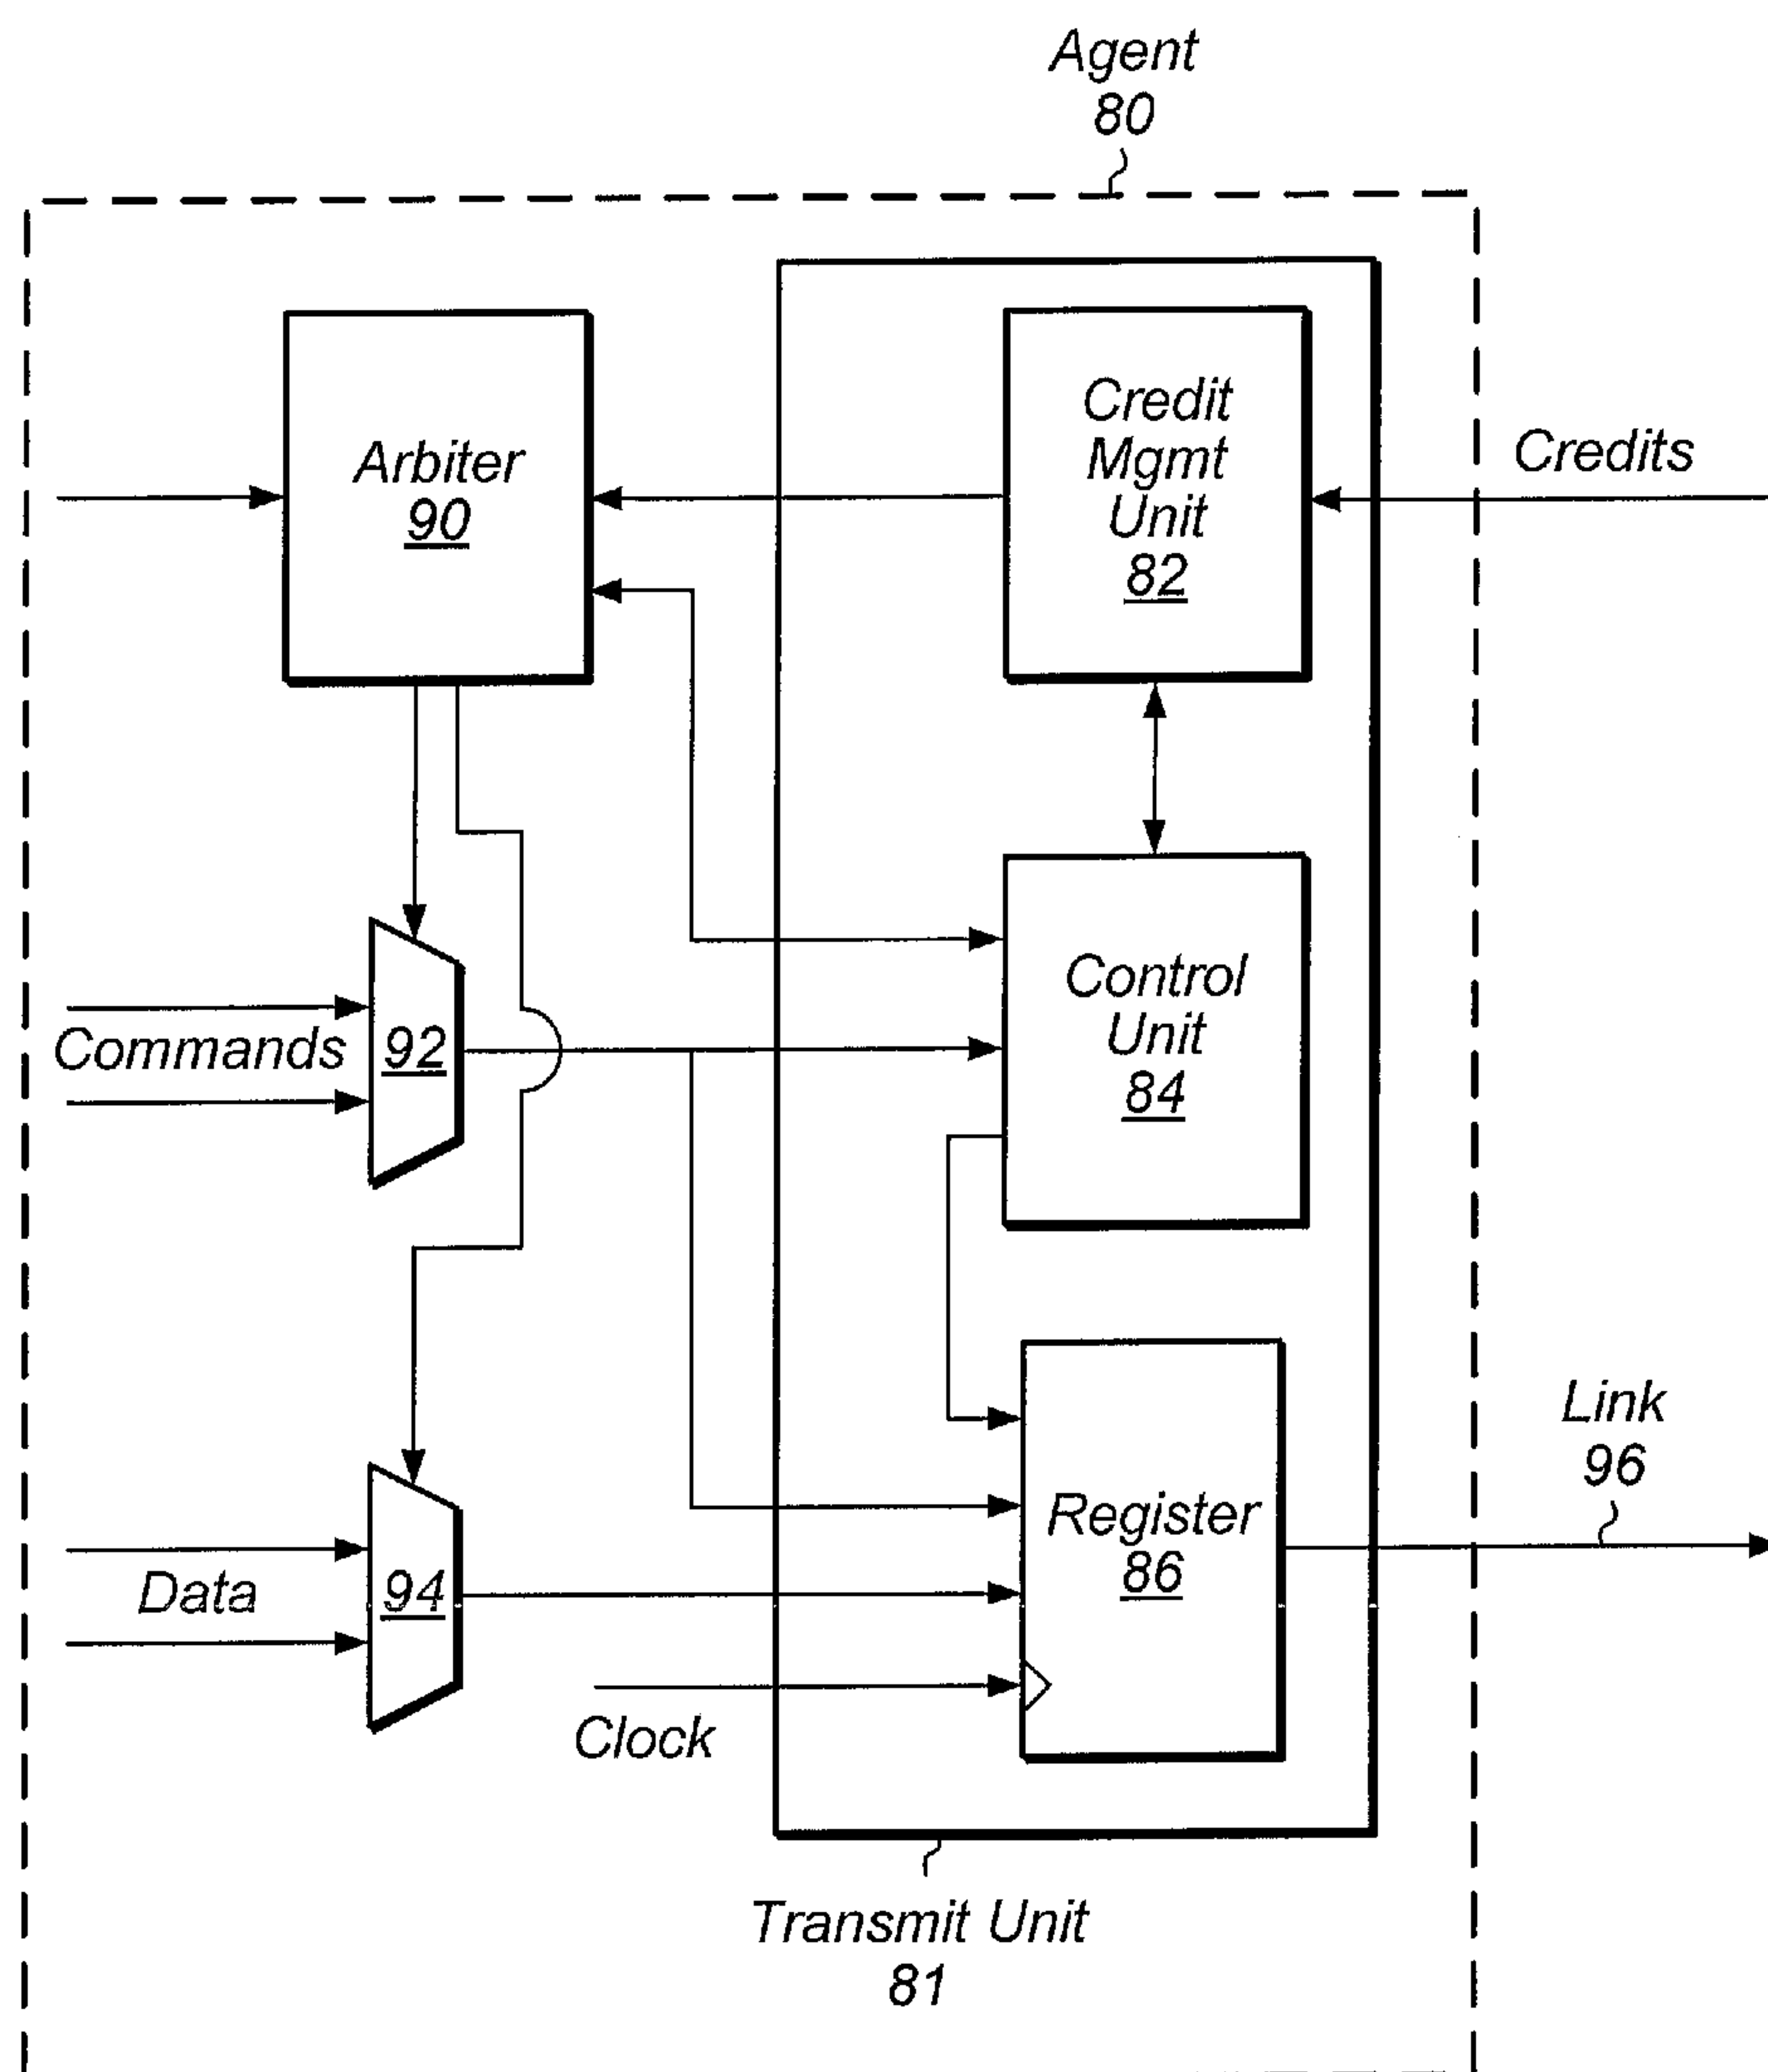 Agent
80
Arbiter
90
Credit
Mgmt
Unit
82
Credits
Commands
92
Control
Unit
84
Data
94
Clock
Register
86
Link
96
Transmit Unit
81